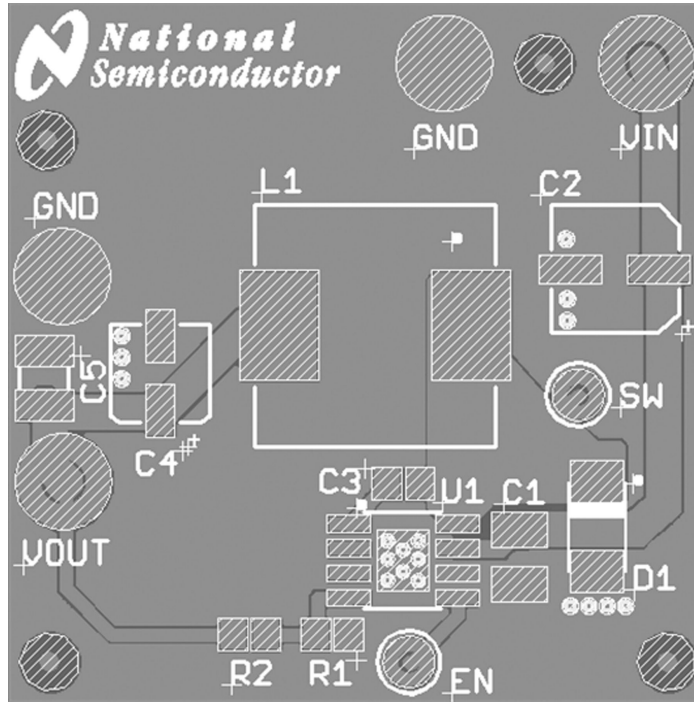 National
Semiconductor
GND
VIN
L1
C2
GND
C5
SW
C4
C3
U1
C1
VOUT
D1
R2
R1
EN